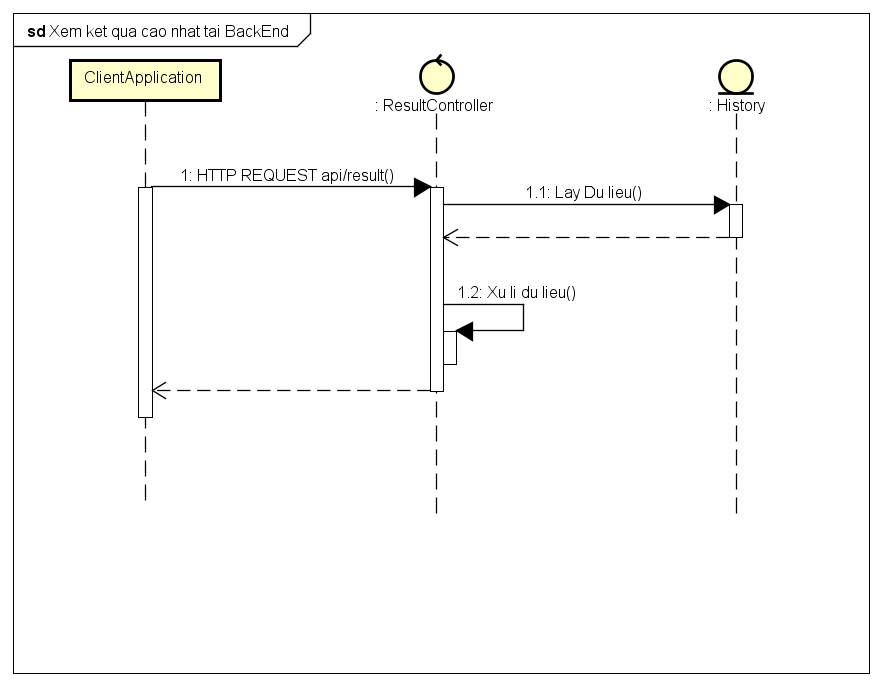 sd Xem ket qua cao nhat tai BackEnd
ClientApplication
: ResultController
: History
1: HTTP REQUEST api/result()
1.1: Lay Du lieu()
1.2: Xu li du lieu()